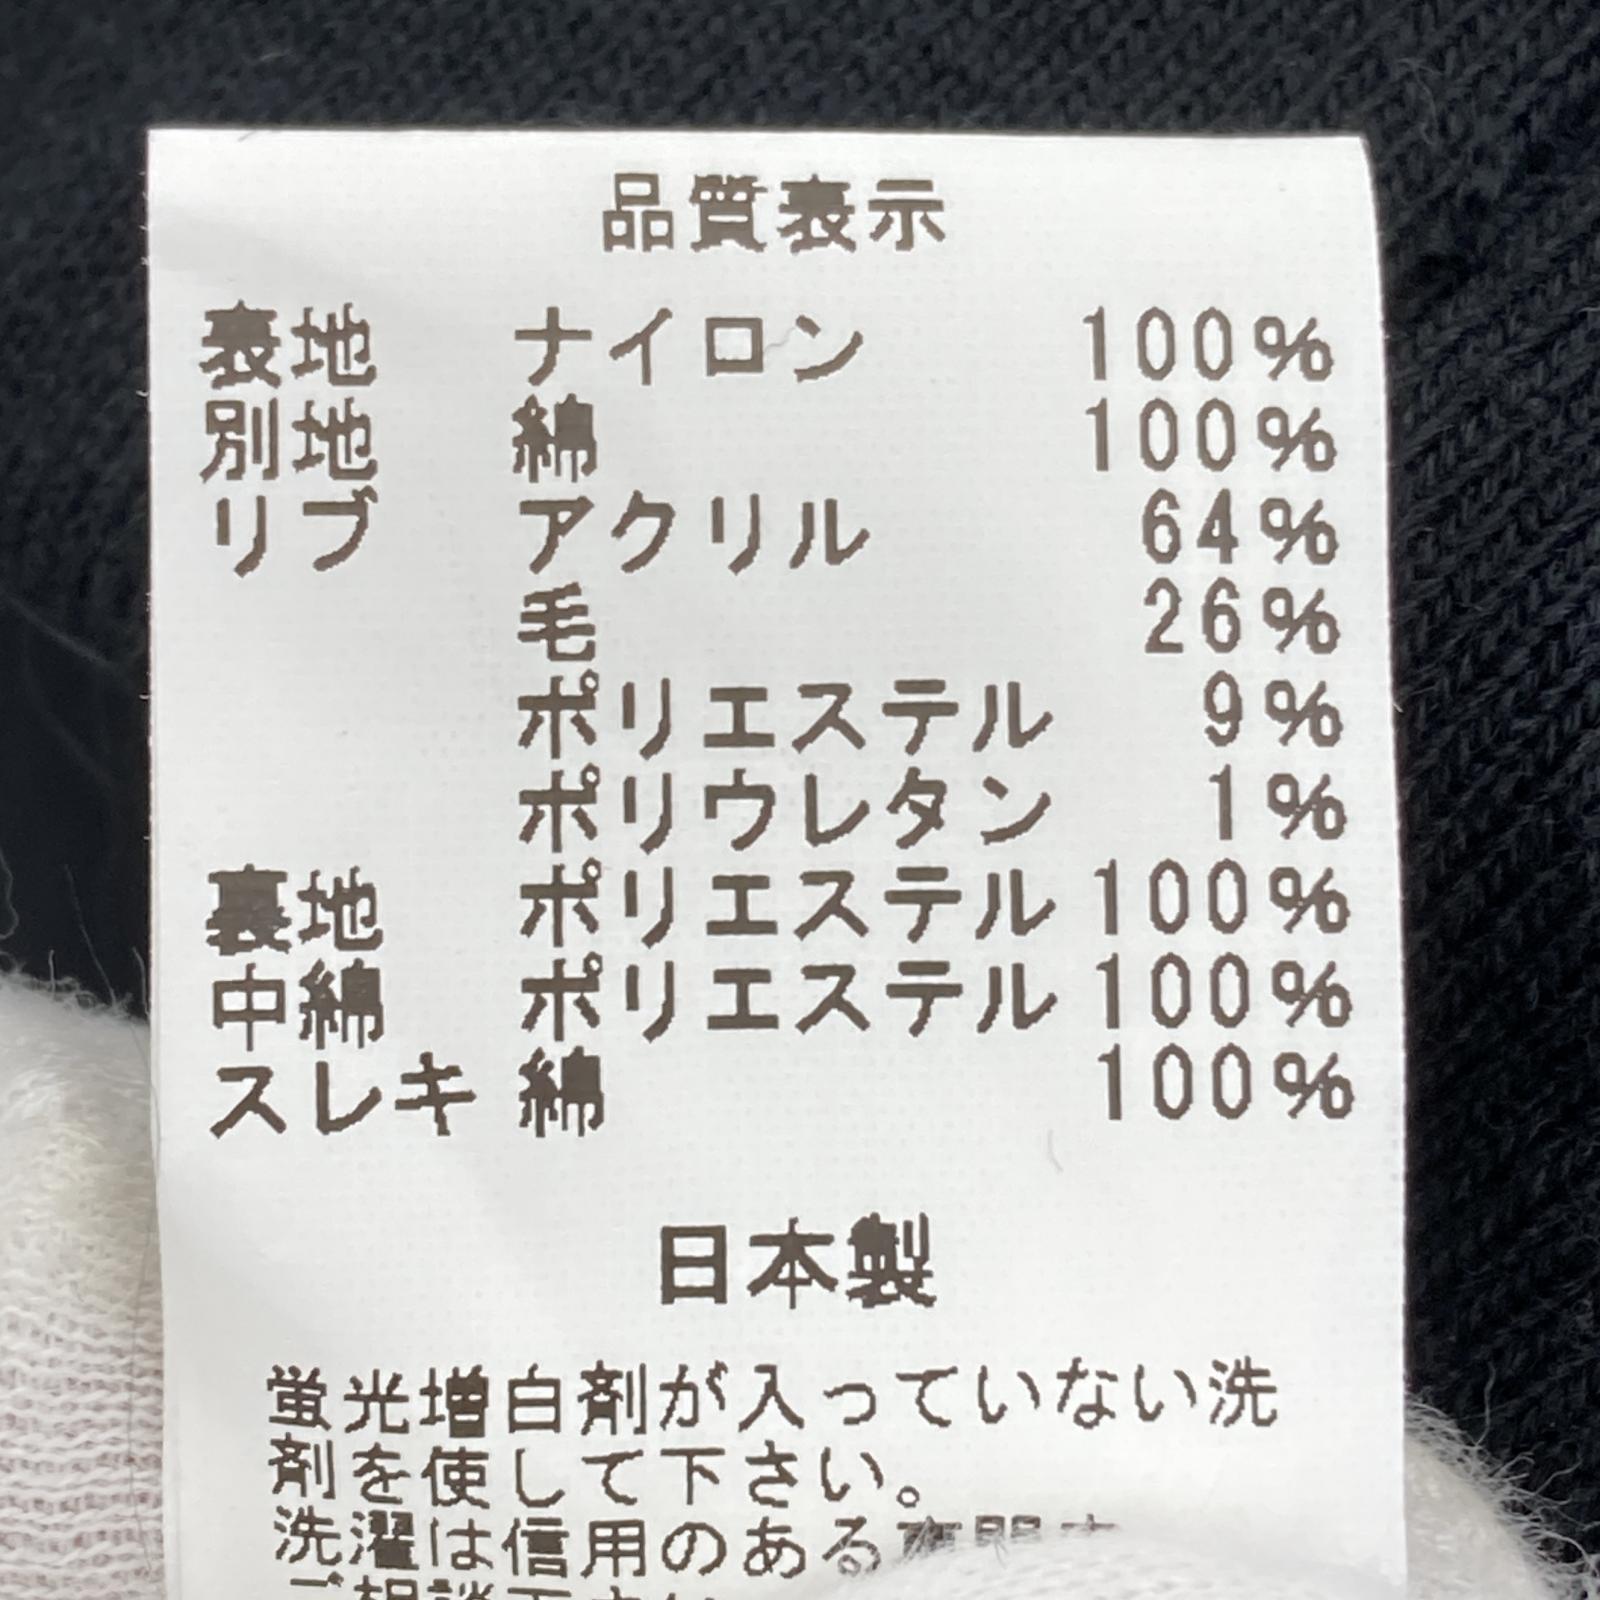 品質表示
表地 ナイロン 100%
別地 綿 100%
リブ アクリル 64%
毛 26%
ポリエステル 9%
ポリウレタン 1%
裏地 ポリエステル 100%
中綿 ポリエステル 100%
スレキ 綿 100%
日本製
蛍光増白剤が入っていない洗
剤を使して下さい。
洗濯は信用のある